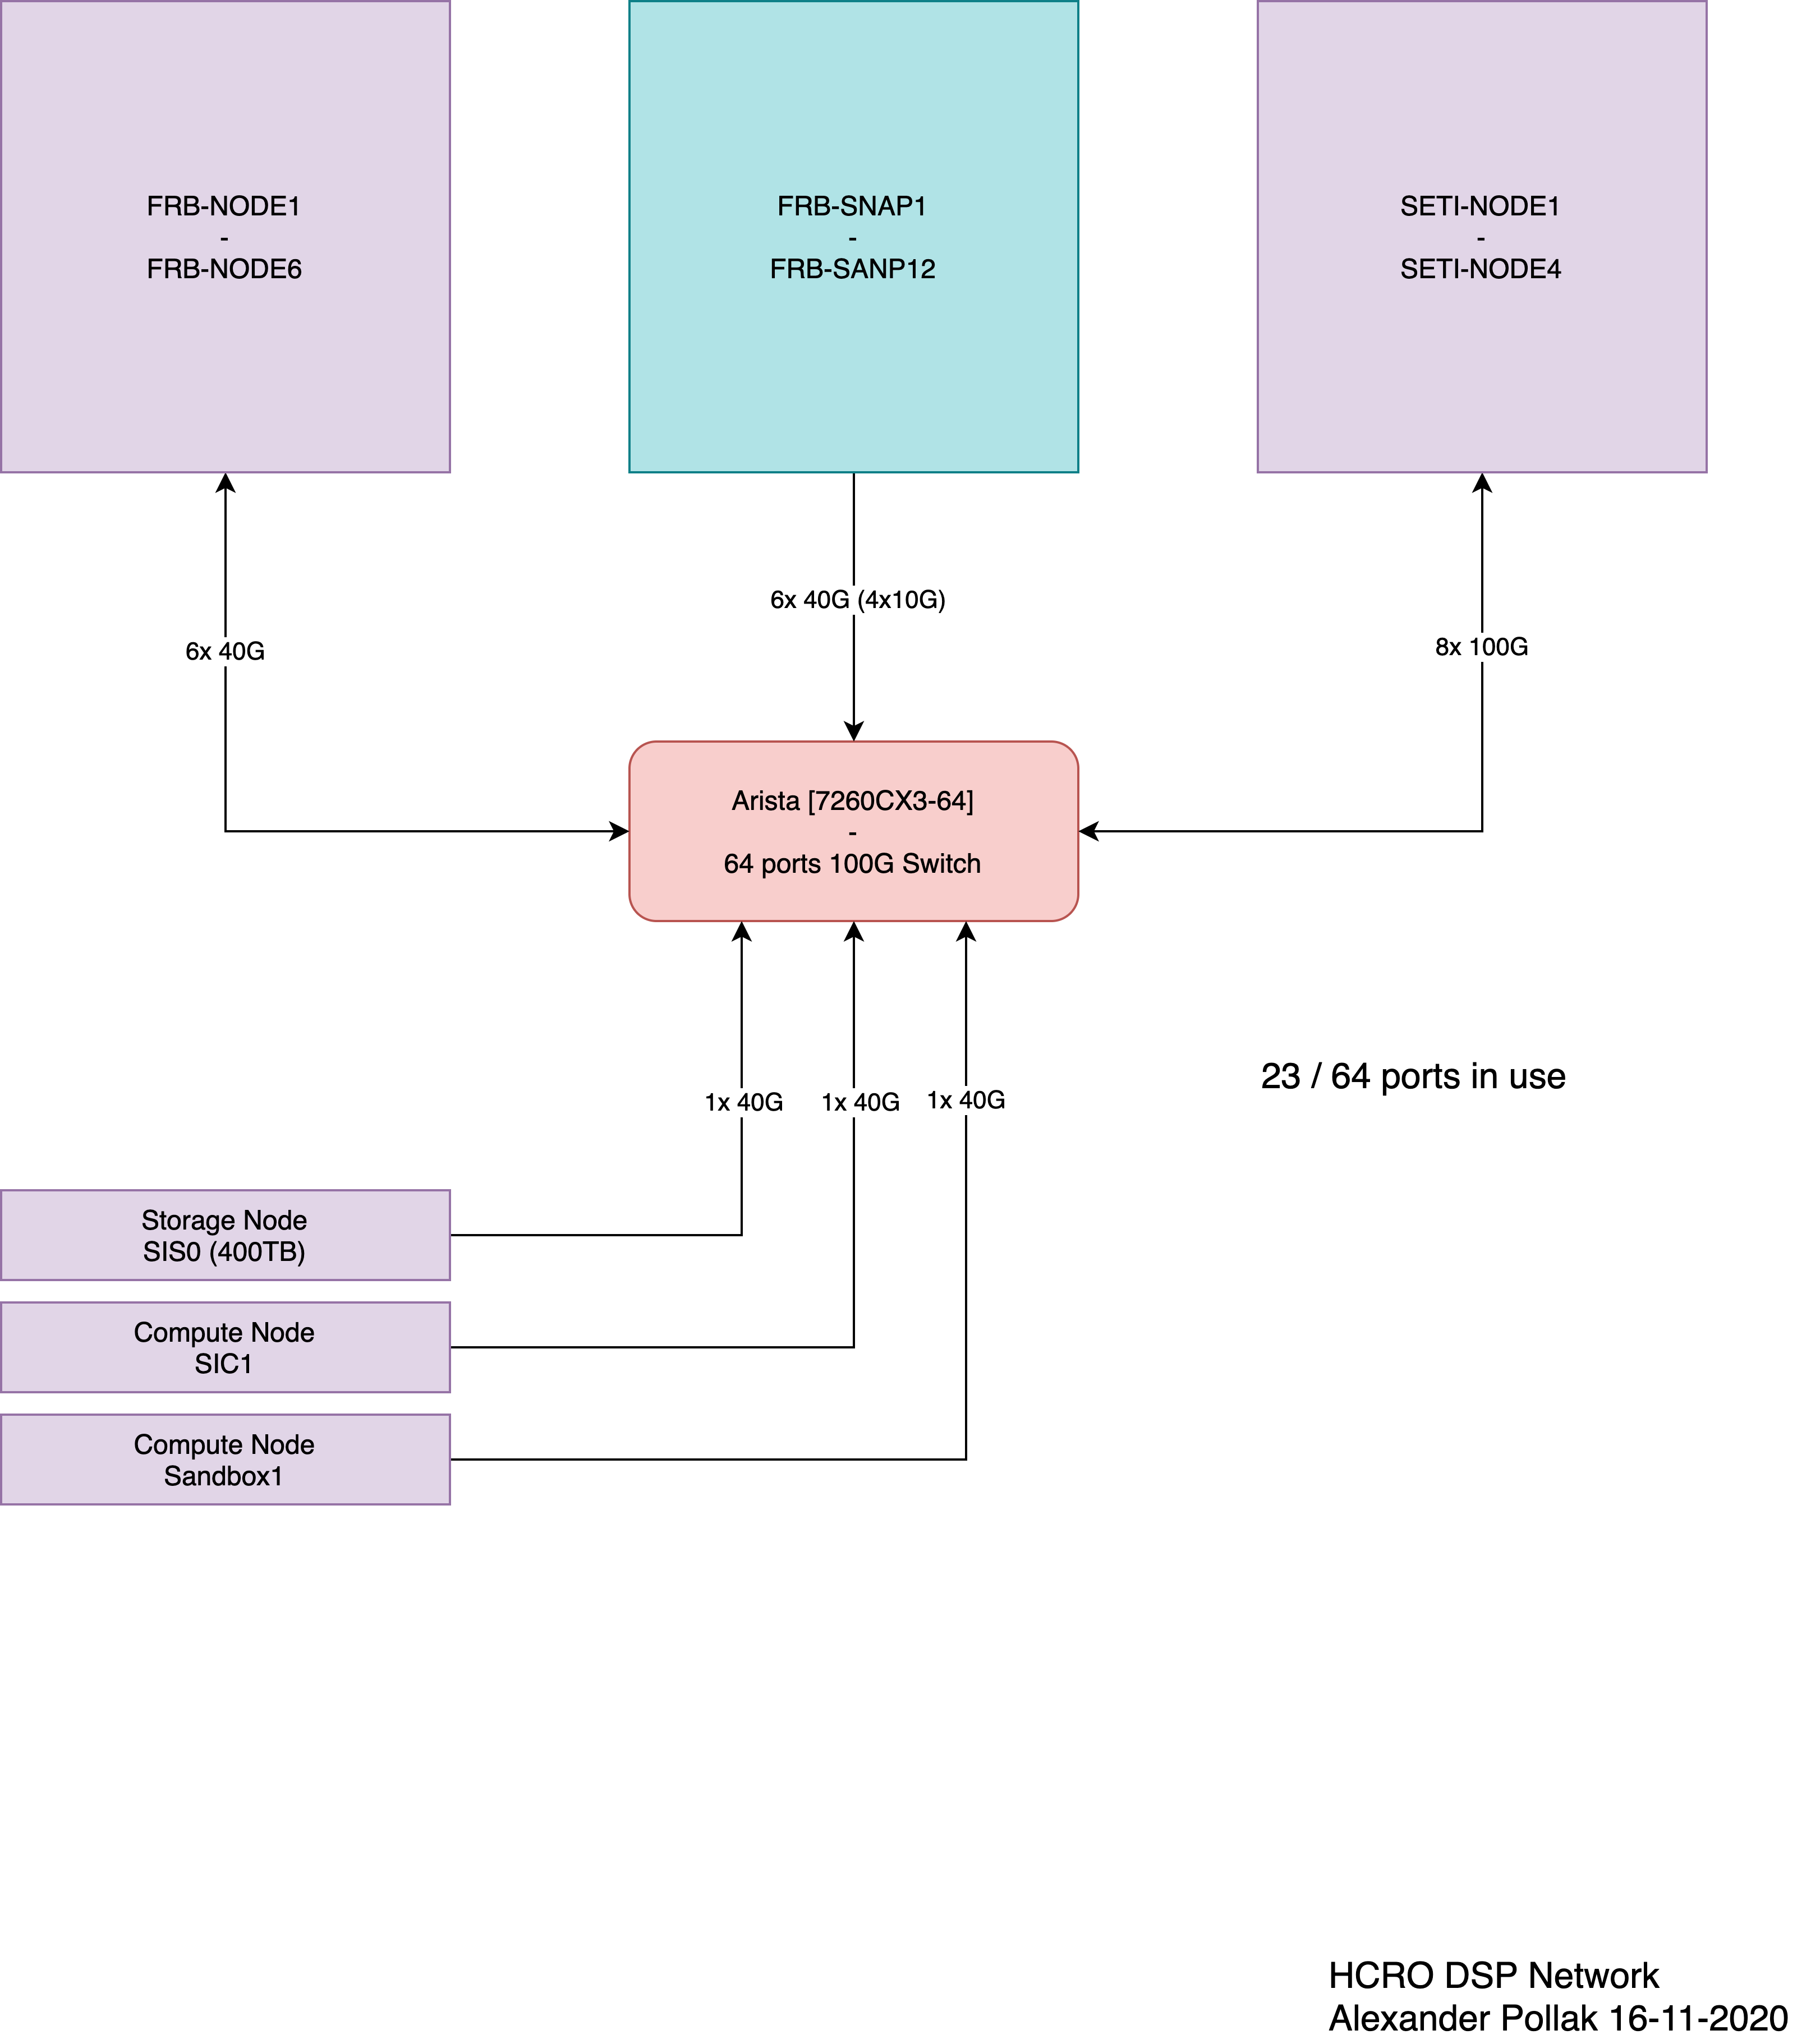 FRB-NODE1
-
FRB-NODE6
FRB-SNAP1
-
FRB-SANP12
SETI-NODE1
-
SETI-NODE4
6x 40G
6x 40G (4x10G)
8x 100G
Arista [7260CX3-64]
-
64 ports 100G Switch
1x 40G
1x 40G
1x 40G
23 / 64 ports in use
Storage Node
SIS0 (400TB)
Compute Node
SIC1
Compute Node
Sandbox1
HCRO DSP Network
Alexander Pollak 16-11-2020